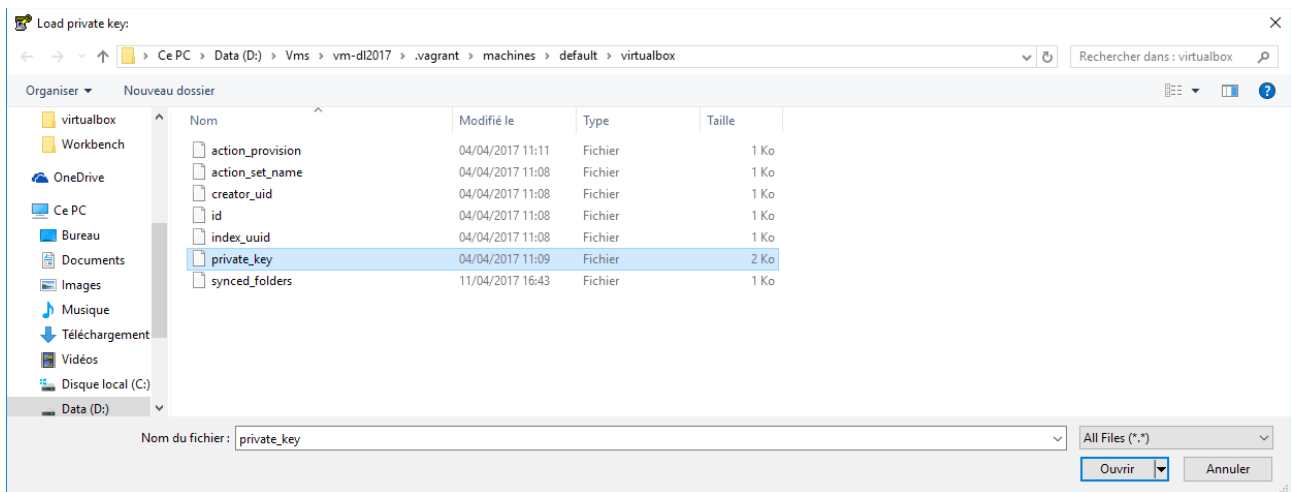 Load private key:
Ce PC > Data (D:) > Vms > vm-dl2017 > .vagrant > machines > default > virtualbox
Rechercher dans : virtualbox
Organiser Nouveau dossier
virtualbox
Workbench
OneDrive
Ce PC
Bureau
Documents
Images
Musique
Téléchargement
Vidéos
Disque local (C:)
Data (D:)
Nom Modifié le Type Taille
action_provision 04/04/2017 11:11 Fichier 1 Ko
action_set_name 04/04/2017 11:08 Fichier 1 Ko
creator_uid 04/04/2017 11:08 Fichier 1 Ko
id 04/04/2017 11:08 Fichier 1 Ko
index_uuid 04/04/2017 11:08 Fichier 1 Ko
private_key 04/04/2017 11:09 Fichier 2 Ko
synced_folders 11/04/2017 16:43 Fichier 1 Ko
Nom du fichier : private_key
All Files (*.*)
Ouvrir Annuler